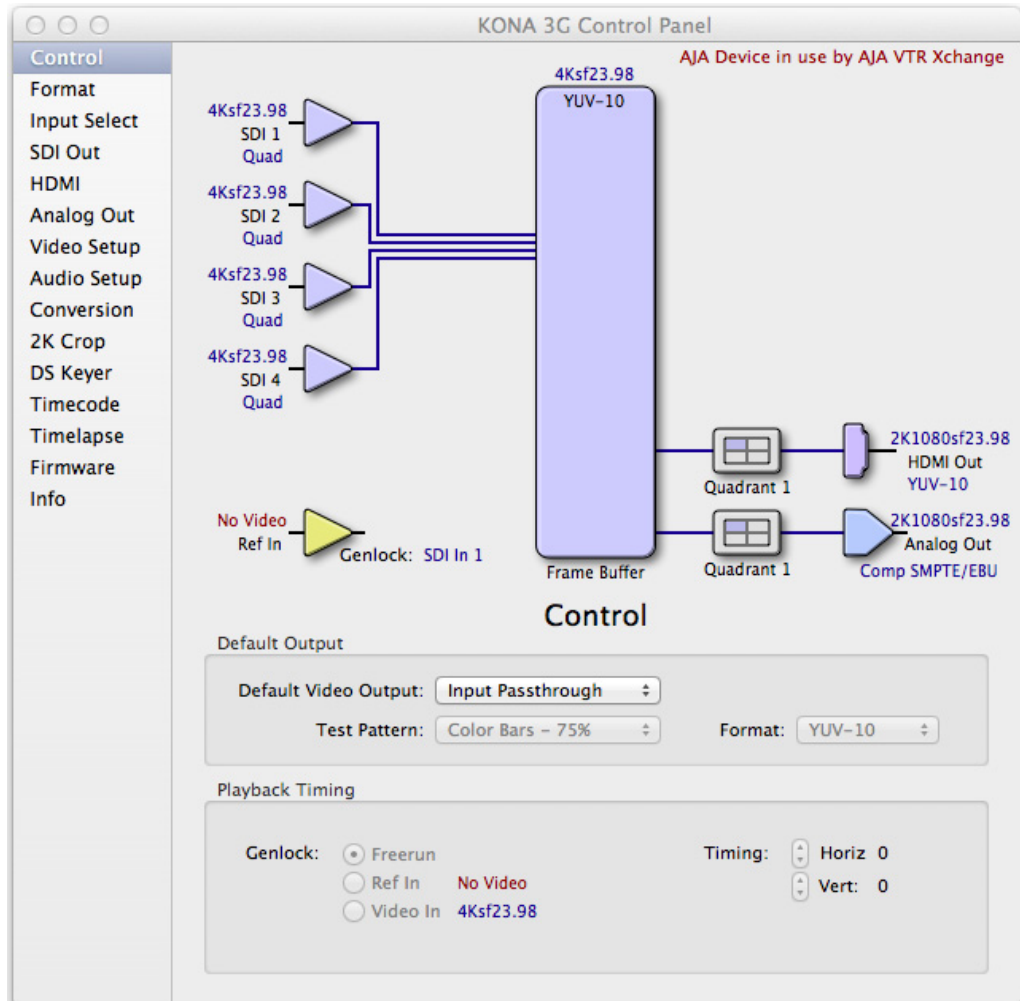 KONA 3G Control Panel
Control
Format
Input Select
SDI Out
HDMI
Analog Out
Video Setup
Audio Setup
Conversion
2K Crop
DS Keyer
Timecode
Timelapse
Firmware
Info
AJA Device in use by AJA VTR Xchange
4Ksf23.98
YUV-10
4Ksf23.98
SDI 1
Quad
4Ksf23.98
SDI 2
Quad
4Ksf23.98
SDI 3
Quad
4Ksf23.98
SDI 4
Quad
2K1080sf23.98
HDMI Out
YUV-10
Quadrant 1
No Video
Ref In
Genlock: SDI In 1
2K1080sf23.98
Analog Out
Comp SMPTE/EBU
Quadrant 1
Frame Buffer
Control
Default Output
Default Video Output: Input Passthrough
Test Pattern: Color Bars - 75% Format: YUV-10
Playback Timing
Genlock: Freerun Timing: Horiz 0
Ref In No Video Vert: 0
Video In 4Ksf23.98